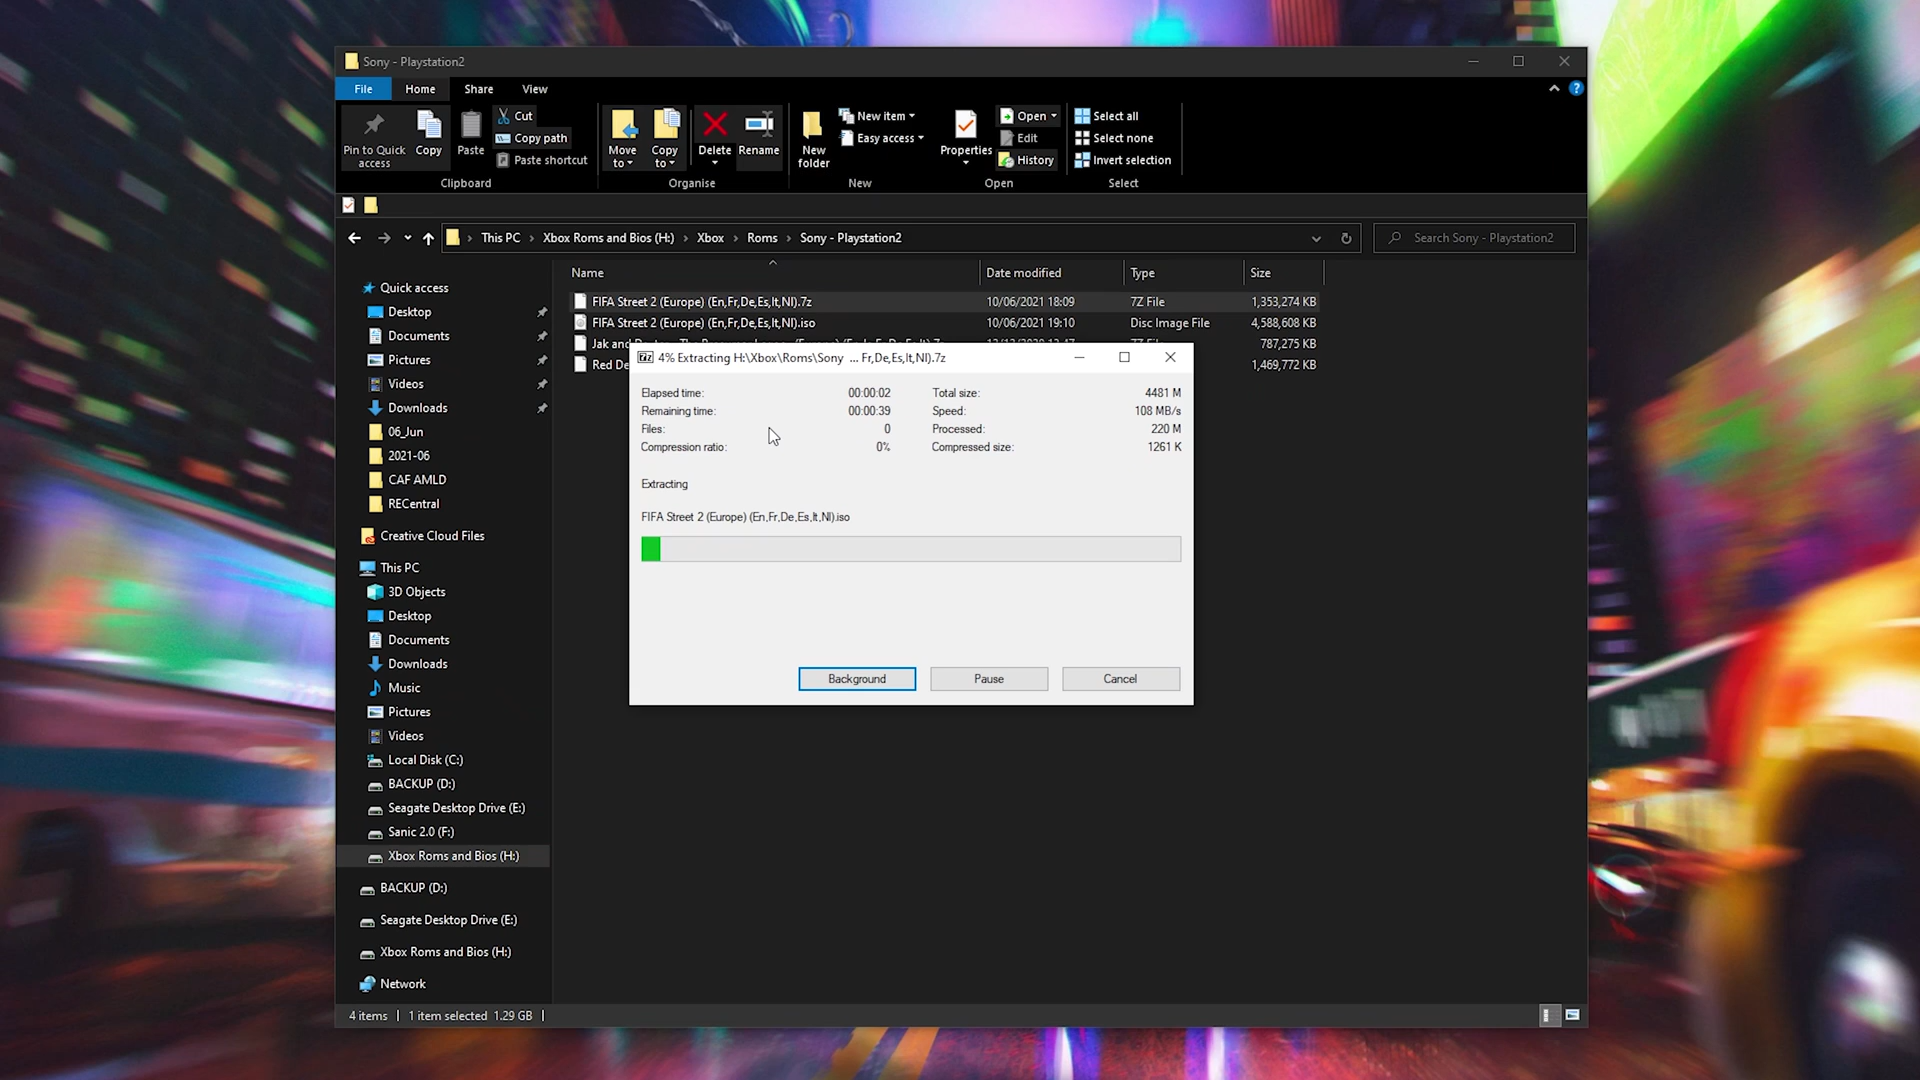 Sony - Playstation2
File Home Share View
Pin to Quick access
Copy
Paste
Cut
Copy path
Paste shortcut
Clipboard
Move to
Copy to
Delete
Rename
Organise
New folder
New item
Easy access
New
Properties
Open
Edit
History
Open
Select all
Select none
Invert selection
Select
This PC › Xbox Roms and Bios (H:) › Xbox › Roms › Sony - Playstation2
Search Sony - Playstation2
Name Date modified Type Size
FIFA Street 2 (Europe) (En,Fr,De,Es,It,Nl).7z 10/06/2021 18:09 7Z File 1,353,274 KB
FIFA Street 2 (Europe) (En,Fr,De,Es,It,Nl).iso 10/06/2021 19:10 Disc Image File 4,588,608 KB
Jak and 787,275 KB
Red De 1,469,772 KB
Quick access
Desktop
Documents
Pictures
Videos
Downloads
06_Jun
2021-06
CAF AMLD
RECentral
Creative Cloud Files
This PC
3D Objects
Desktop
Documents
Downloads
Music
Pictures
Videos
Local Disk (C:)
BACKUP (D:)
Seagate Desktop Drive (E:)
Sanic 2.0 (F:)
Xbox Roms and Bios (H:)
BACKUP (D:)
Seagate Desktop Drive (E:)
Xbox Roms and Bios (H:)
Network
4% Extracting H:\Xbox\Roms\Sony ... Fr,De,Es,It,Nl).7z
Elapsed time: 00:00:02 Total size: 4481 M
Remaining time: 00:00:39 Speed: 108 MB/s
Files: 0 Processed: 220 M
Compression ratio: 0% Compressed size: 1261 K
Extracting
FIFA Street 2 (Europe) (En,Fr,De,Es,It,Nl).iso
Background Pause Cancel
4 items 1 item selected 1.29 GB